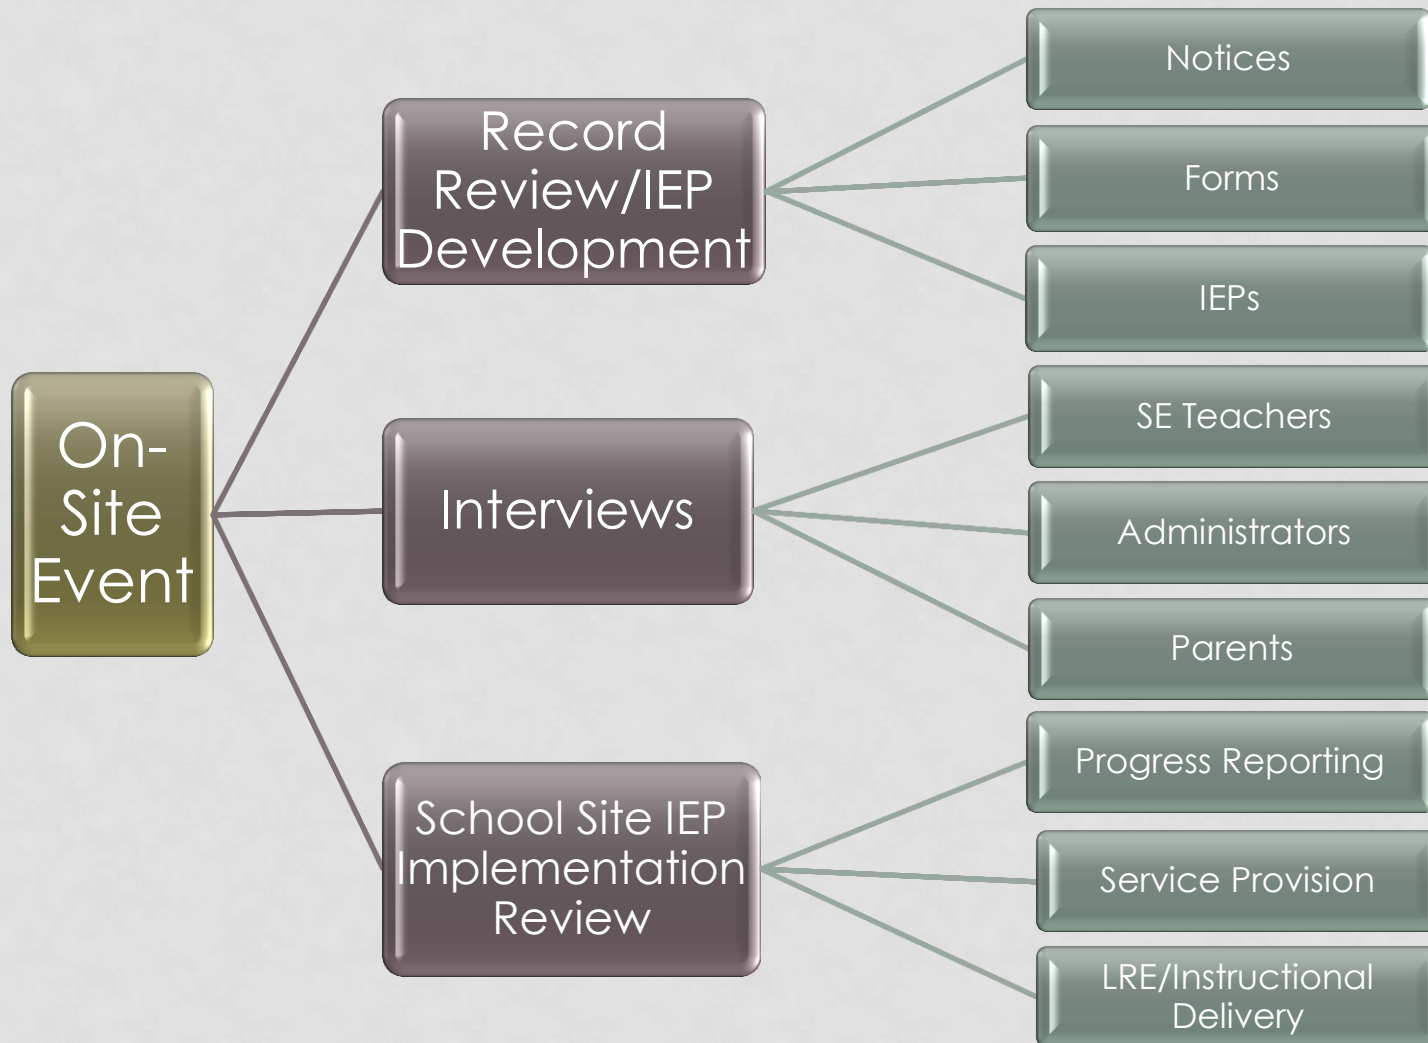 On-
Site
Event
Record
Review/IEP
Development
Notices
Forms
IEPs
Interviews
SE Teachers
Administrators
Parents
School Site IEP
Implementation
Review
Progress Reporting
Service Provision
LRE/Instructional
Delivery